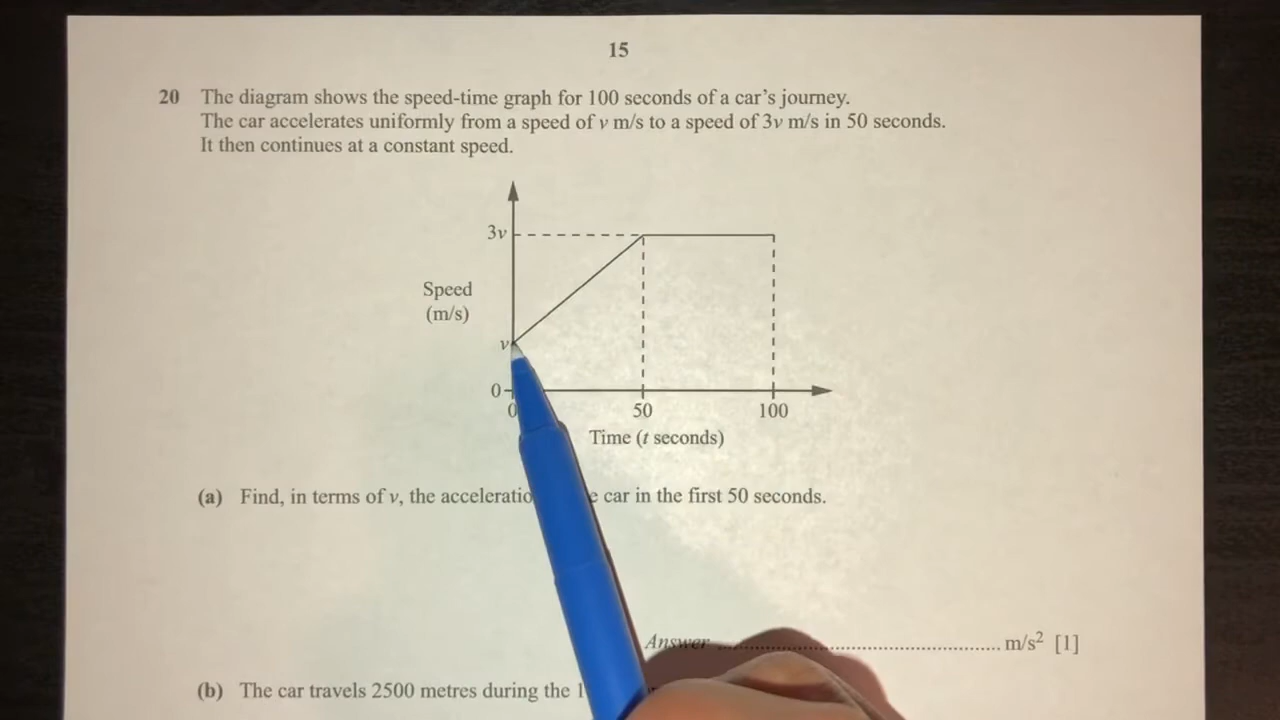 15
20 The diagram shows the speed-time graph for 100 seconds of a car's journey.
The car accelerates uniformly from a speed of v m/s to a speed of 3v m/s in 50 seconds.
It then continues at a constant speed.
3v
Speed
(m/s)
v
0
0 50 100
Time (t seconds)
(a) Find, in terms of v, the car in the first 50 seconds.
Answer .......................................................... m/s² [1]
(b) The car travels 2500 metres during the